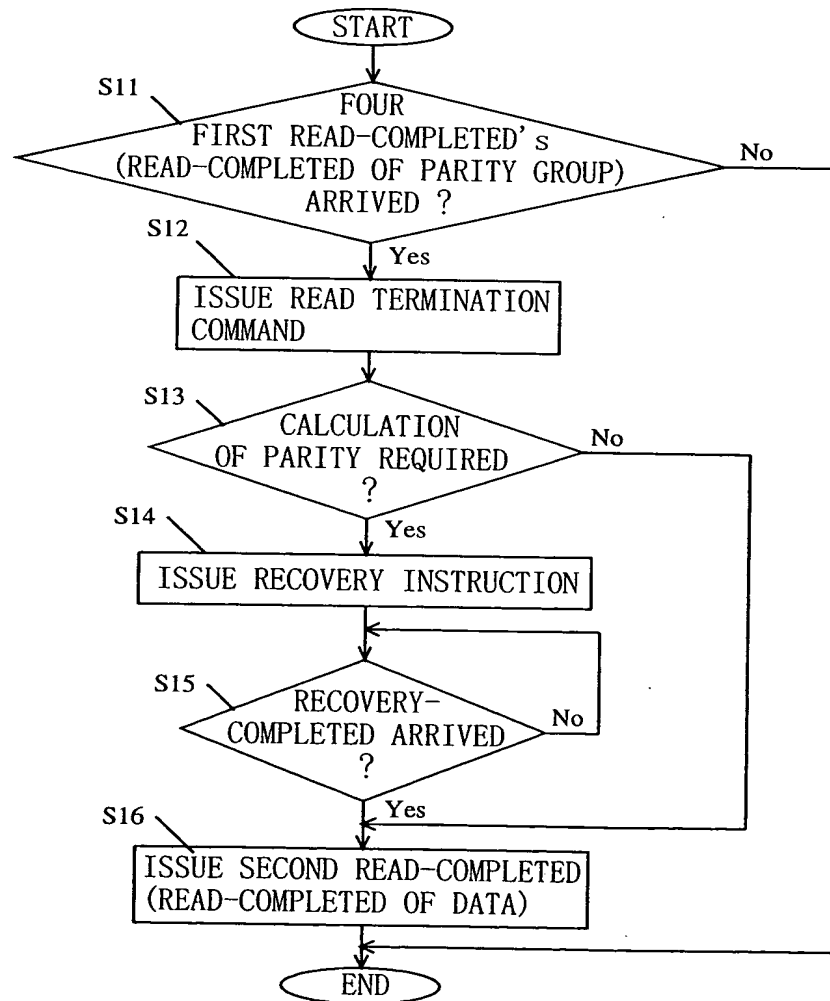 START
S11
FOUR
FIRST READ-COMPLETED's
(READ-COMPLETED OF PARITY GROUP)
ARRIVED ?
No
S12
Yes
ISSUE READ TERMINATION
COMMAND
S13
CALCULATION
OF PARITY REQUIRED
?
No
S14
Yes
ISSUE RECOVERY INSTRUCTION
S15
RECOVERY-
COMPLETED ARRIVED
?
No
S16
Yes
ISSUE SECOND READ-COMPLETED
(READ-COMPLETED OF DATA)
END